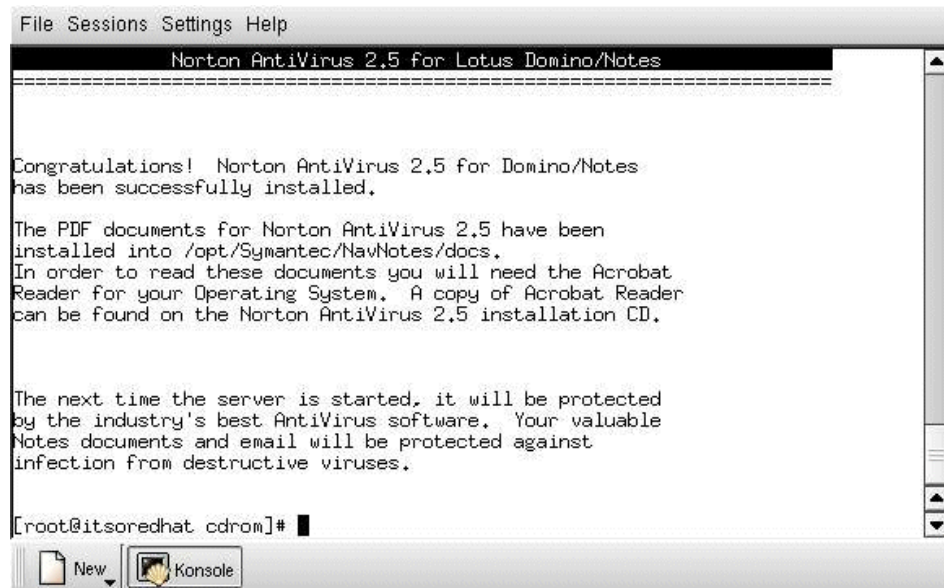 File Sessions Settings Help
Norton AntiVirus 2.5 for Lotus Domino/Notes
==============================================================================
Congratulations! Norton AntiVirus 2.5 for Domino/Notes
has been successfully installed.
The PDF documents for Norton AntiVirus 2.5 have been
installed into /opt/Symantec/NavNotes/docs.
In order to read these documents you will need the Acrobat
Reader for your Operating System. A copy of Acrobat Reader
can be found on the Norton AntiVirus 2.5 installation CD.
The next time the server is started, it will be protected
by the industry's best AntiVirus software. Your valuable
Notes documents and email will be protected against
infection from destructive viruses.
[root@itsoredhat cdrom]#
New Konsole